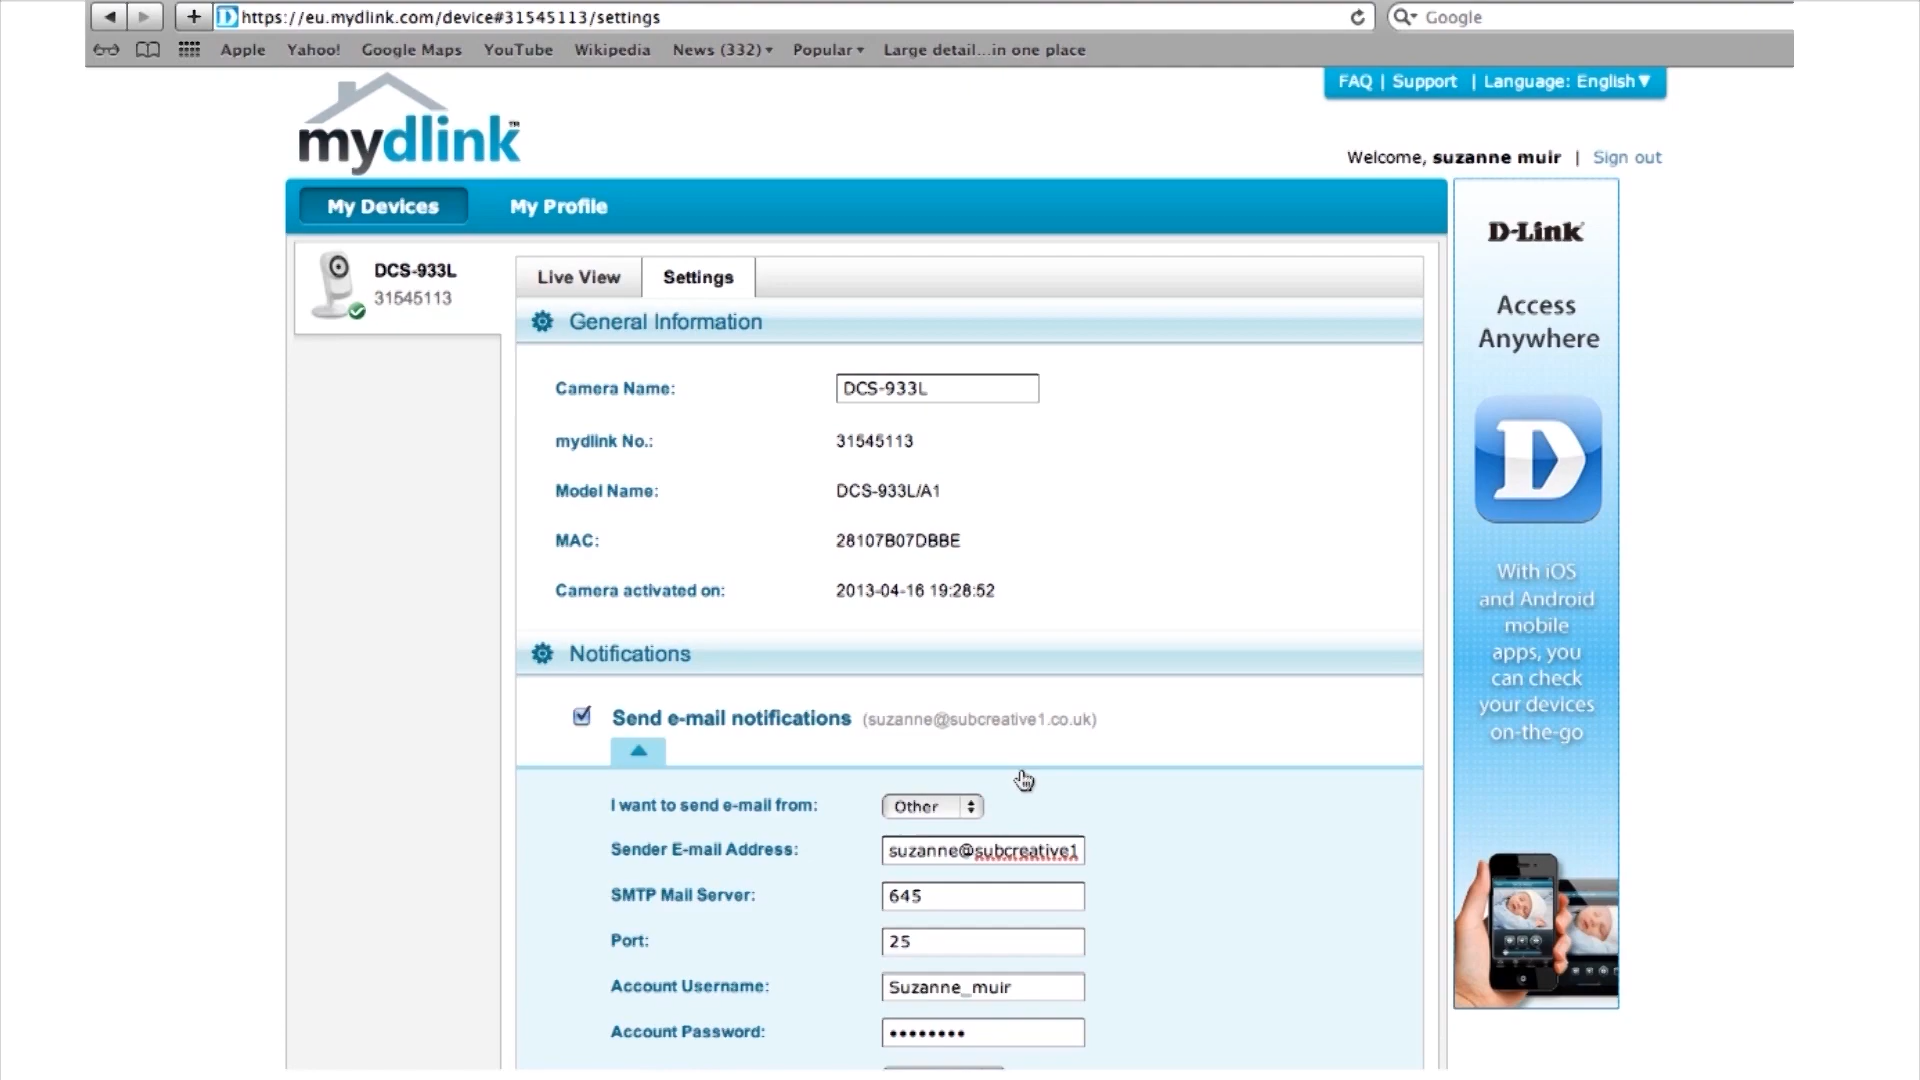 https://eu.mydlink.com/device#31545113/settings
Google
Apple Yahoo! Google Maps YouTube Wikipedia News (332) Popular Large detail...in one place
FAQ | Support | Language: English
mydlink™
Welcome, suzanne muir | Sign out
My Devices My Profile
DCS-933L
31545113
Live View Settings
General Information
Camera Name: DCS-933L
mydlink No.: 31545113
Model Name: DCS-933L/A1
MAC: 28107B07DBBE
Camera activated on: 2013-04-16 19:28:52
Notifications
Send e-mail notifications (suzanne@subcreative1.co.uk)
I want to send e-mail from: Other
Sender E-mail Address: suzanne@subcreative1
SMTP Mail Server: 645
Port: 25
Account Username: Suzanne_muir
Account Password: ••••••••
D-Link
Access
Anywhere
D
With iOS
and Android
mobile
apps, you
can check
your devices
on-the-go